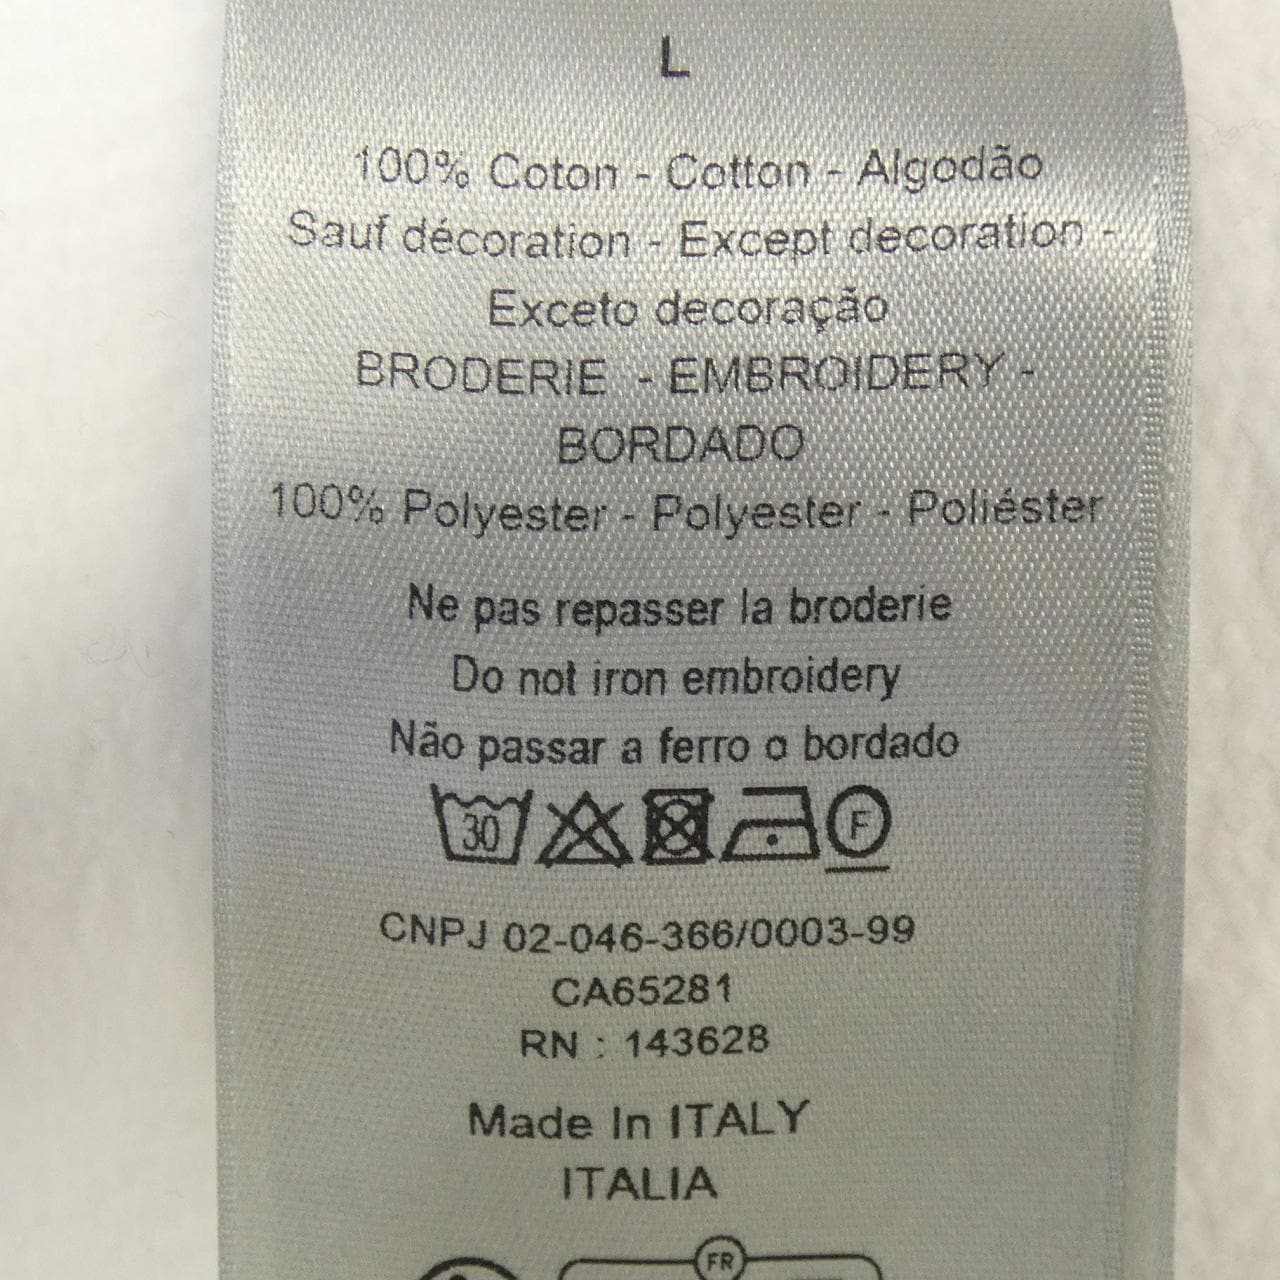 L
100% Coton - Cotton - Algodão
Sauf décoration - Except decoration -
Exceto decoração
BRODERIE - EMBROIDERY -
BORDADO
100% Polyester - Polyester - Poliéster
Ne pas repasser la broderie
Do not iron embroidery
Não passar a ferro o bordado
30 F
CNPJ 02-046-366/0003-99
CA65281
RN : 143628
Made In ITALY
ITALIA
FR